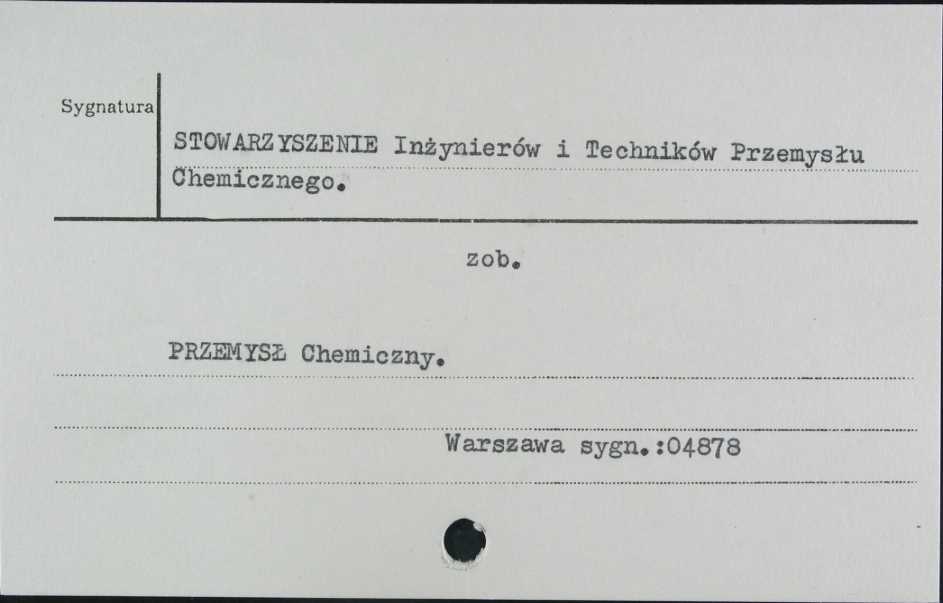 Sygnatura
STOWARZYSZENIE Inżynierów i Techników Przemysłu
Chemicznego.
zob.
PRZEMYSŁ Chemiczny.
Warszawa sygn.:04878